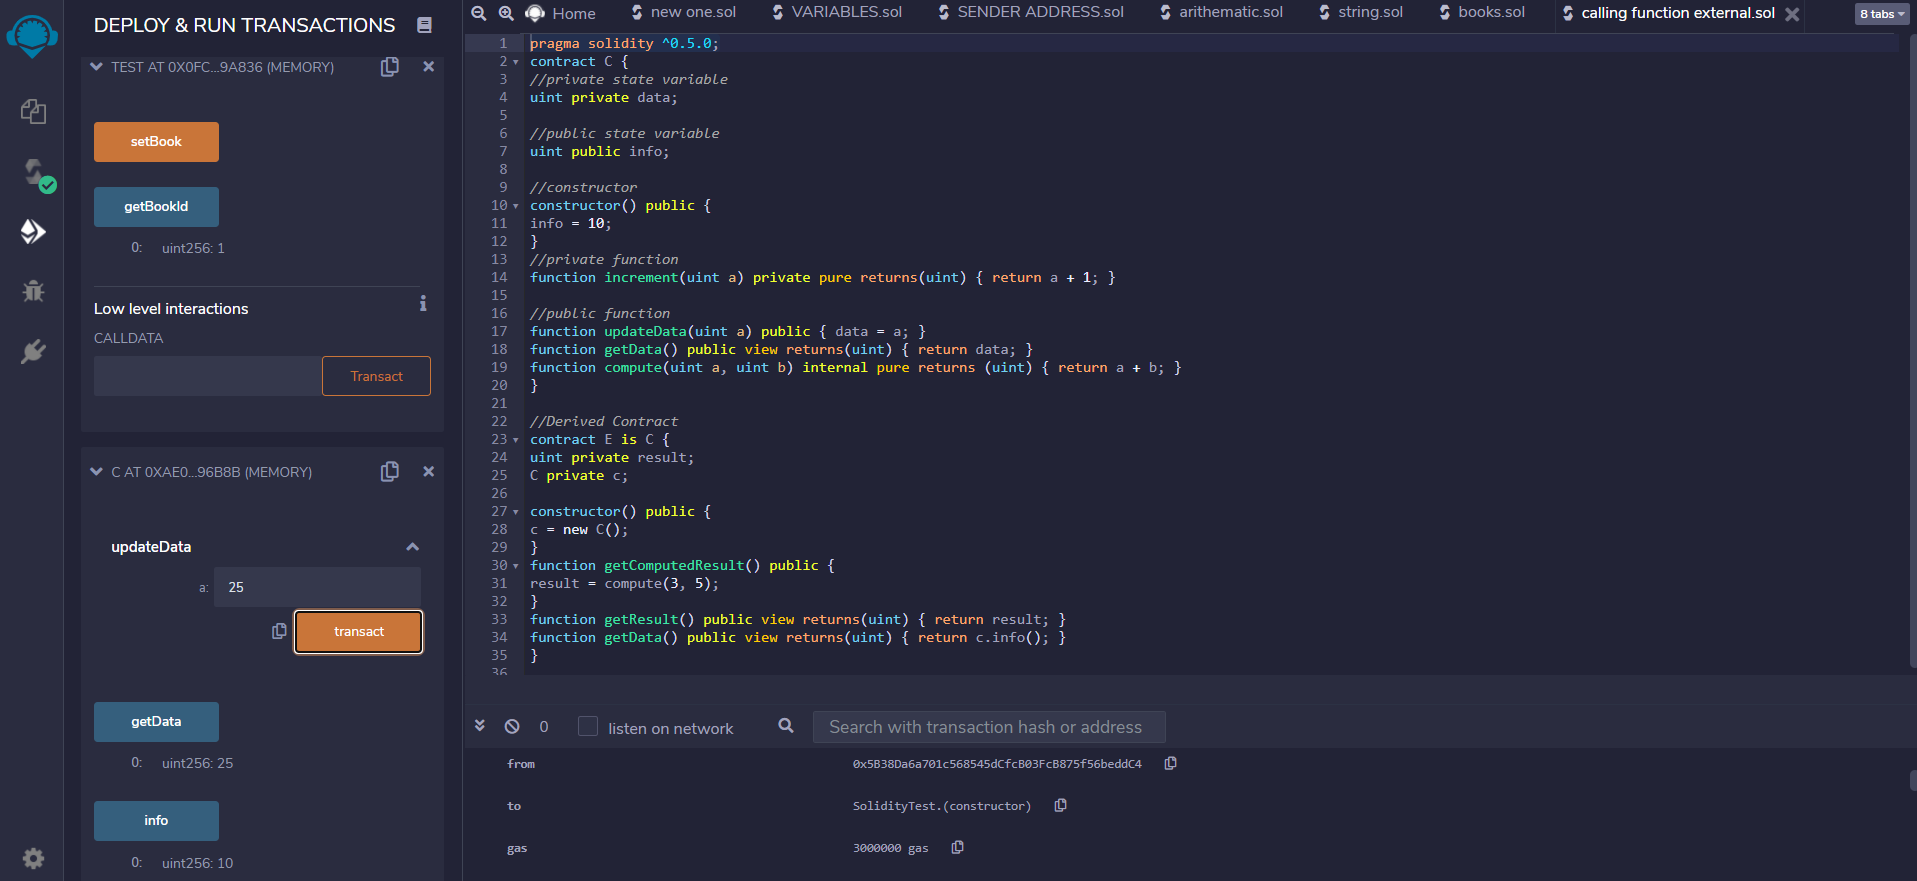 DEPLOY & RUN TRANSACTIONS
TEST AT 0X0FC...9A836 (MEMORY)
setBook
getBookId
0: uint256: 1
Low level interactions
CALLDATA
Transact
C AT 0XAE0...96B8B (MEMORY)
updateData
a: 25
transact
getData
0: uint256: 25
info
0: uint256: 10
Home
new one.sol
VARIABLES.sol
SENDER ADDRESS.sol
arithematic.sol
string.sol
books.sol
calling function external.sol
8 tabs
1 pragma solidity ^0.5.0;
2 contract C {
3 //private state variable
4 uint private data;
5
6 //public state variable
7 uint public info;
8
9 //constructor
10 constructor() public {
11 info = 10;
12 }
13 //private function
14 function increment(uint a) private pure returns(uint) { return a + 1; }
15
16 //public function
17 function updateData(uint a) public { data = a; }
18 function getData() public view returns(uint) { return data; }
19 function compute(uint a, uint b) internal pure returns (uint) { return a + b; }
20 }
21
22 //Derived Contract
23 contract E is C {
24 uint private result;
25 C private c;
26
27 constructor() public {
28 c = new C();
29 }
30 function getComputedResult() public {
31 result = compute(3, 5);
32 }
33 function getResult() public view returns(uint) { return result; }
34 function getData() public view returns(uint) { return c.info(); }
35 }
36
0
listen on network
Search with transaction hash or address
from 0x5B38Da6a701c568545dCfcB03FcB875f56beddC4
to SolidityTest.(constructor)
gas 3000000 gas